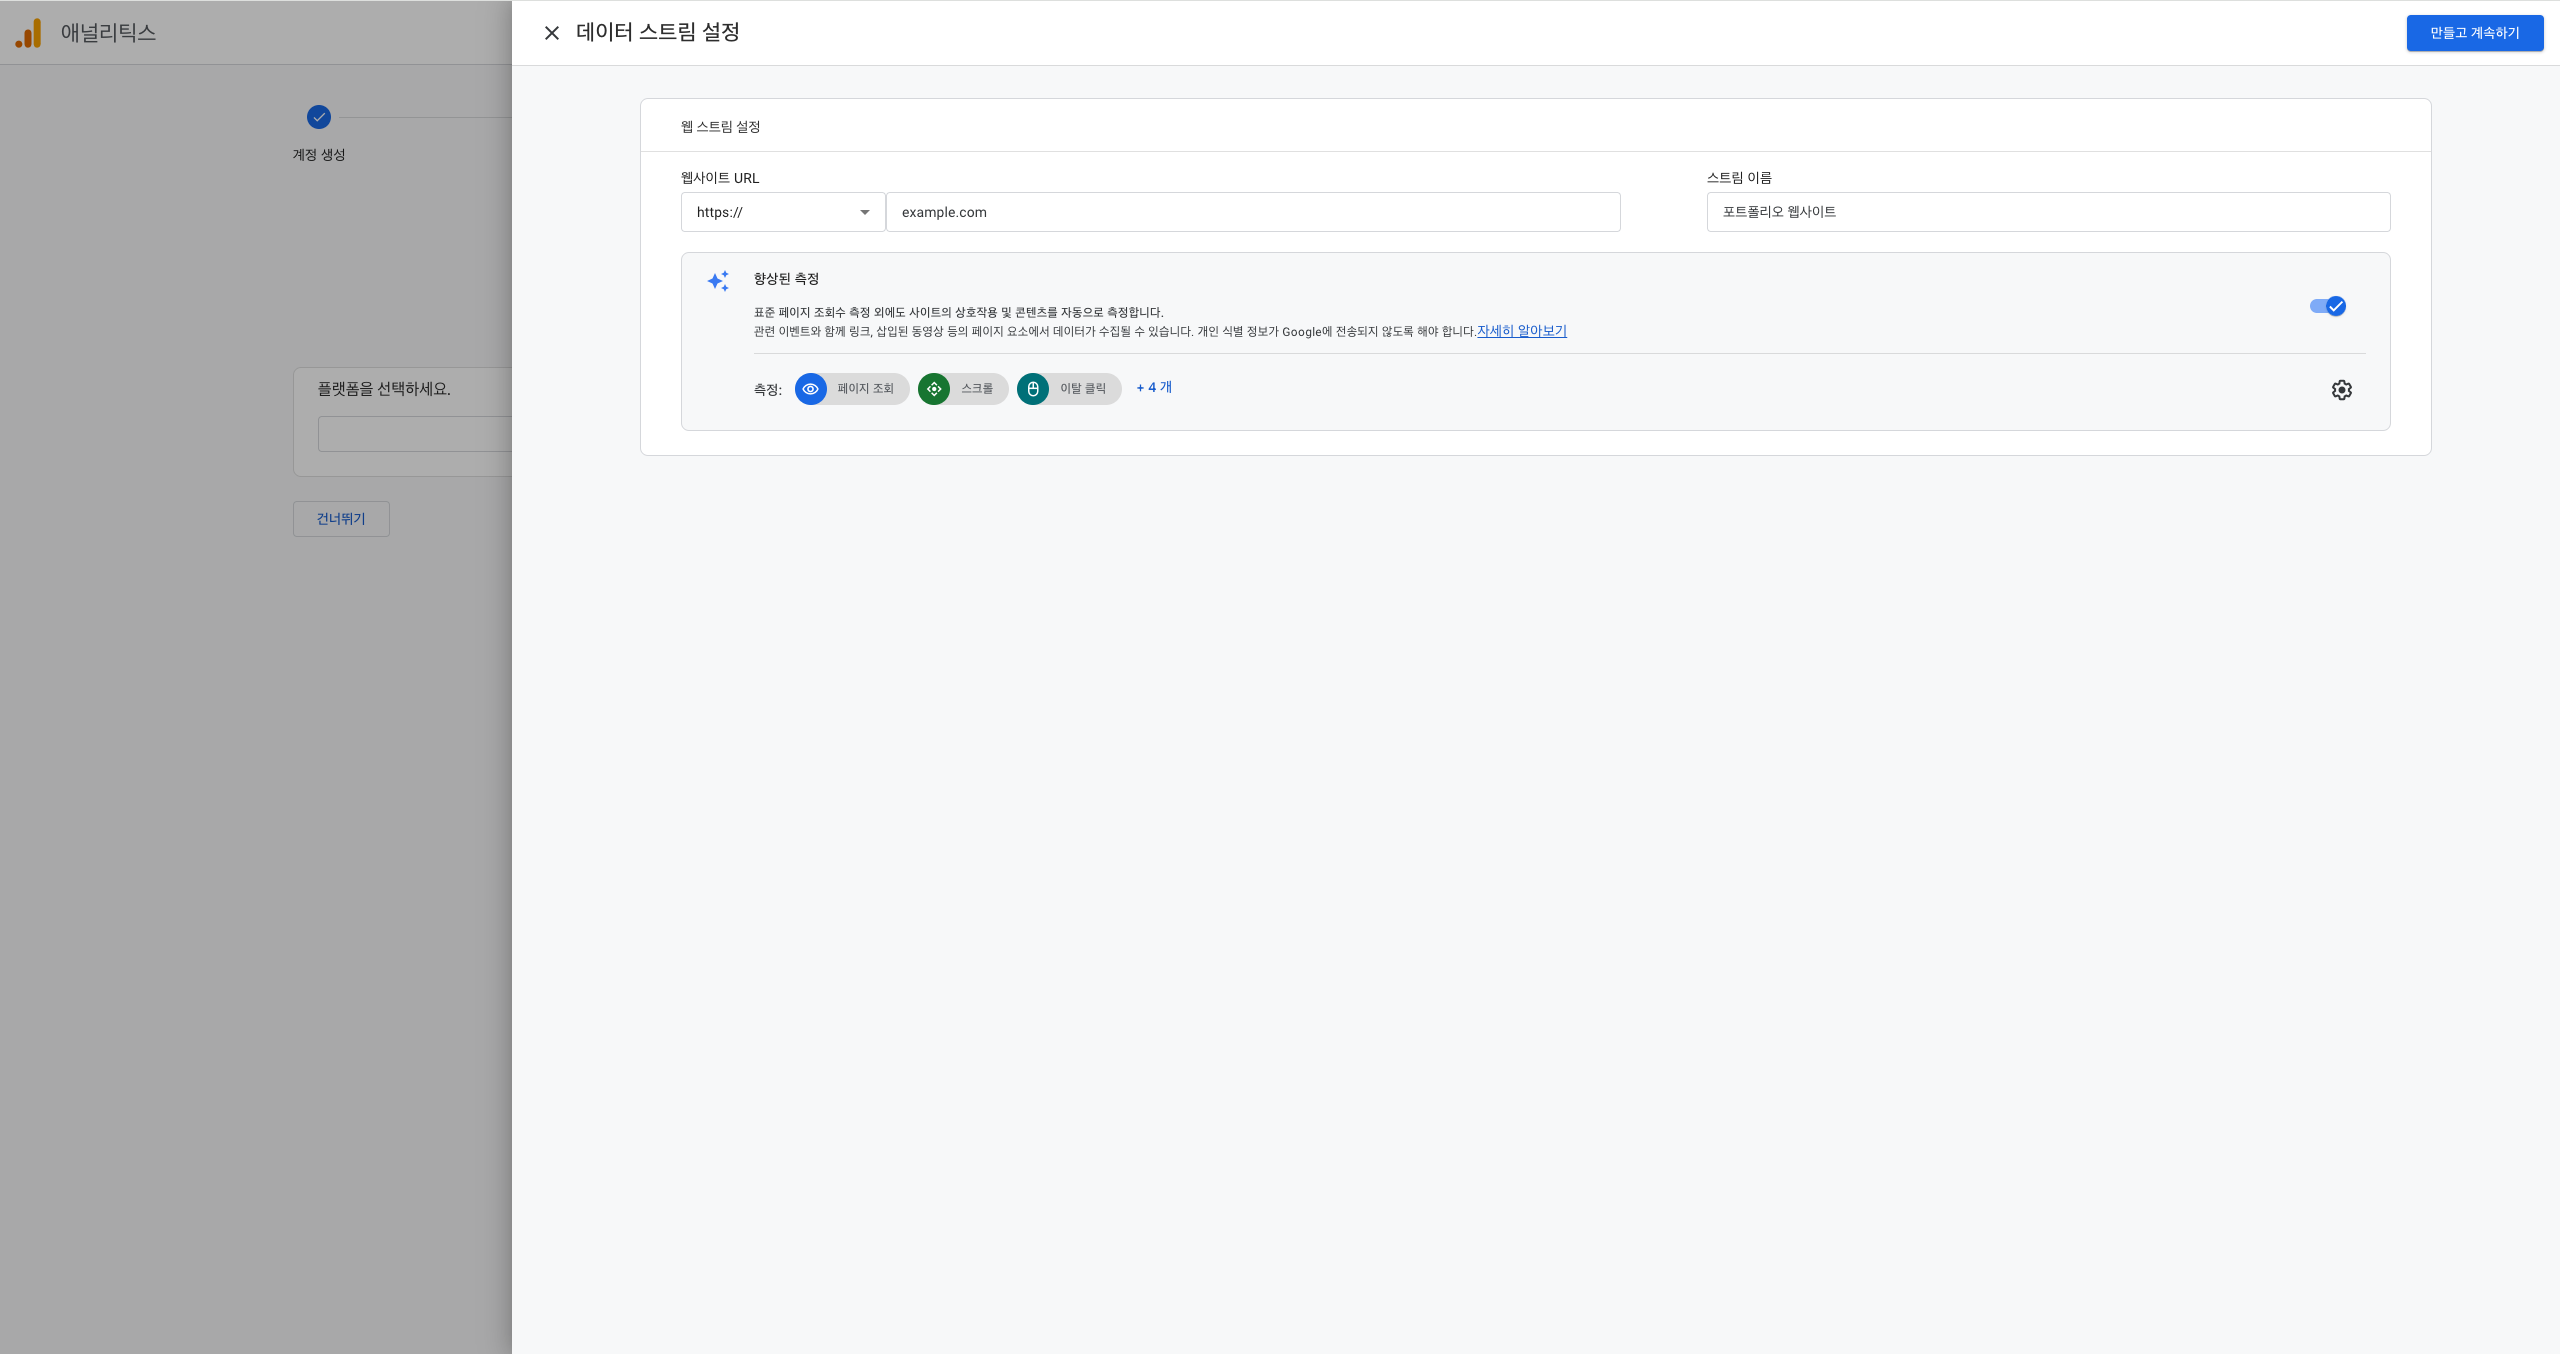 애널리틱스
데이터 스트림 설정
만들고 계속하기
계정 생성
플랫폼을 선택하세요.
건너뛰기
웹 스트림 설정
웹사이트 URL
스트림 이름
https://
example.com
포트폴리오 웹사이트
향상된 측정
표준 페이지 조회수 측정 외에도 사이트의 상호작용 및 콘텐츠를 자동으로 측정합니다.
관련 이벤트와 함께 링크, 삽입된 동영상 등의 페이지 요소에서 데이터가 수집될 수 있습니다. 개인 식별 정보가 Google에 전송되지 않도록 해야 합니다.자세히 알아보기
측정: 페이지 조회 스크롤 이탈 클릭 + 4 개